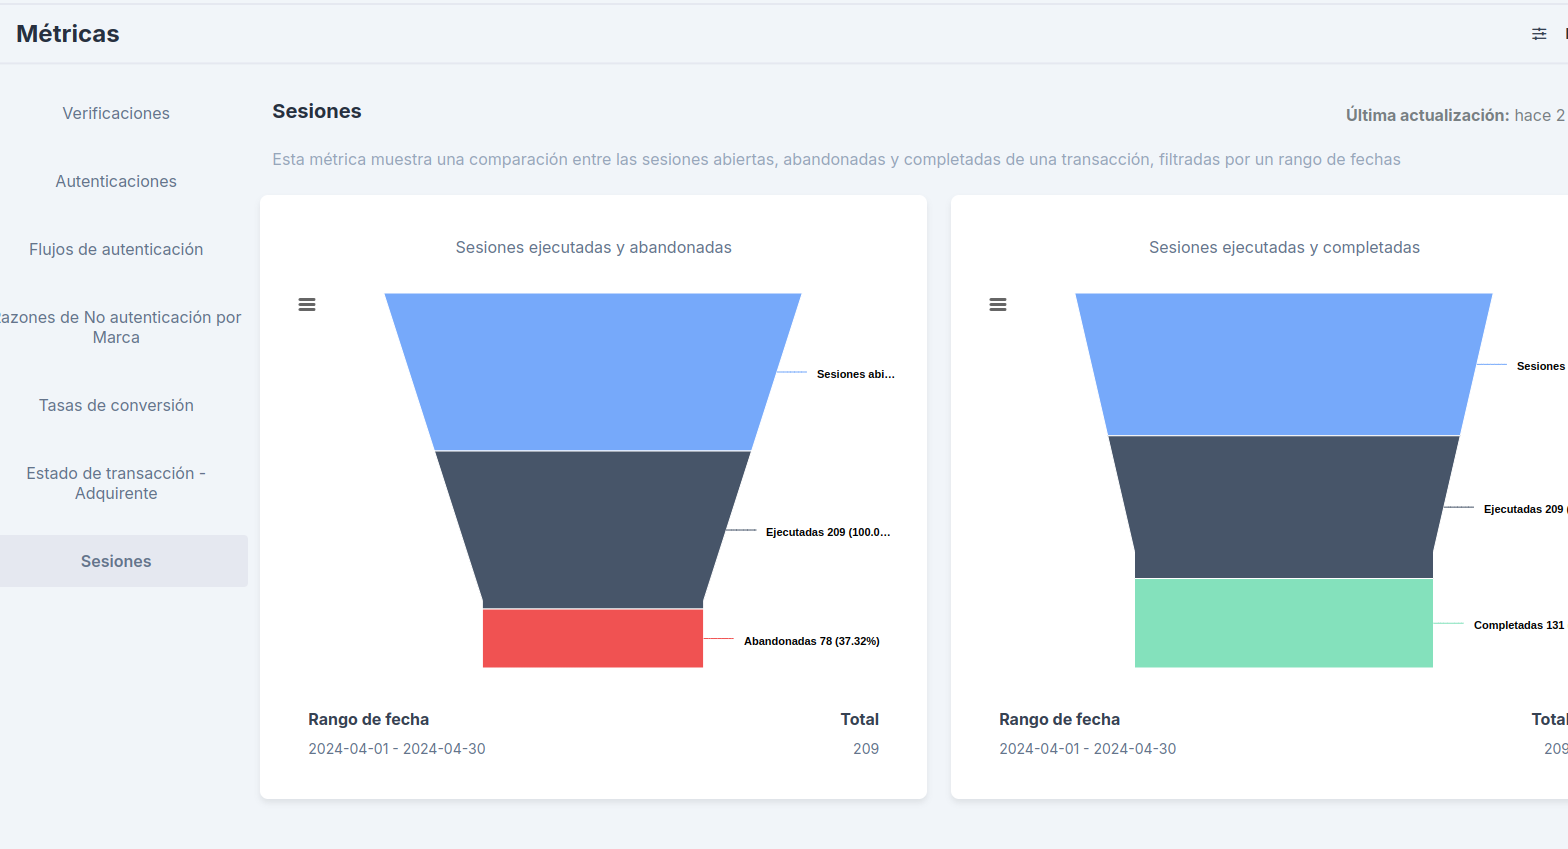 Métricas
Verificaciones
Autenticaciones
Flujos de autenticación
azones de No autenticación por
Marca
Tasas de conversión
Estado de transacción -
Adquirente
Sesiones
Sesiones
Última actualización: hace 2
Esta métrica muestra una comparación entre las sesiones abiertas, abandonadas y completadas de una transacción, filtradas por un rango de fechas
Sesiones ejecutadas y abandonadas
Sesiones abi...
Ejecutadas 209 (100.0...
Abandonadas 78 (37.32%)
Rango de fecha Total
2024-04-01 - 2024-04-30 209
Sesiones ejecutadas y completadas
Sesiones
Ejecutadas 209
Completadas 131
Rango de fecha Total
2024-04-01 - 2024-04-30 209